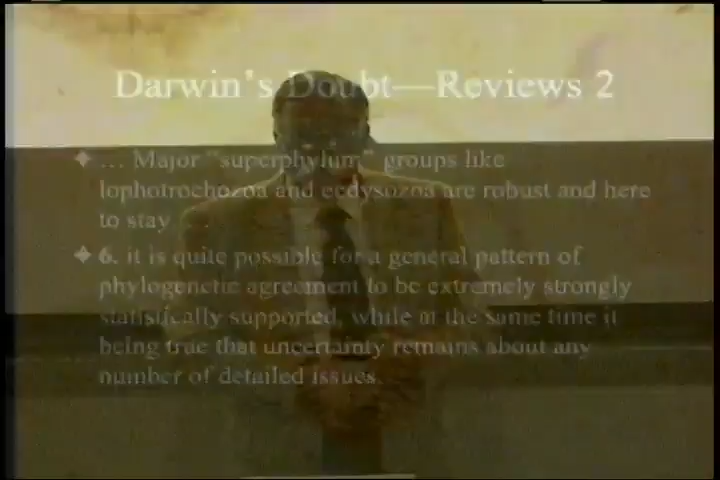 Darwin's Doubt—Reviews 2
… Major "superphylum" groups like
lophotrochozoa and ecdysozoa are robust and here
to stay …
6. it is quite possible for a general pattern of
phylogenetic agreement to be extremely strongly
statistically supported, while at the same time it
being true that uncertainty remains about any
number of detailed issues.